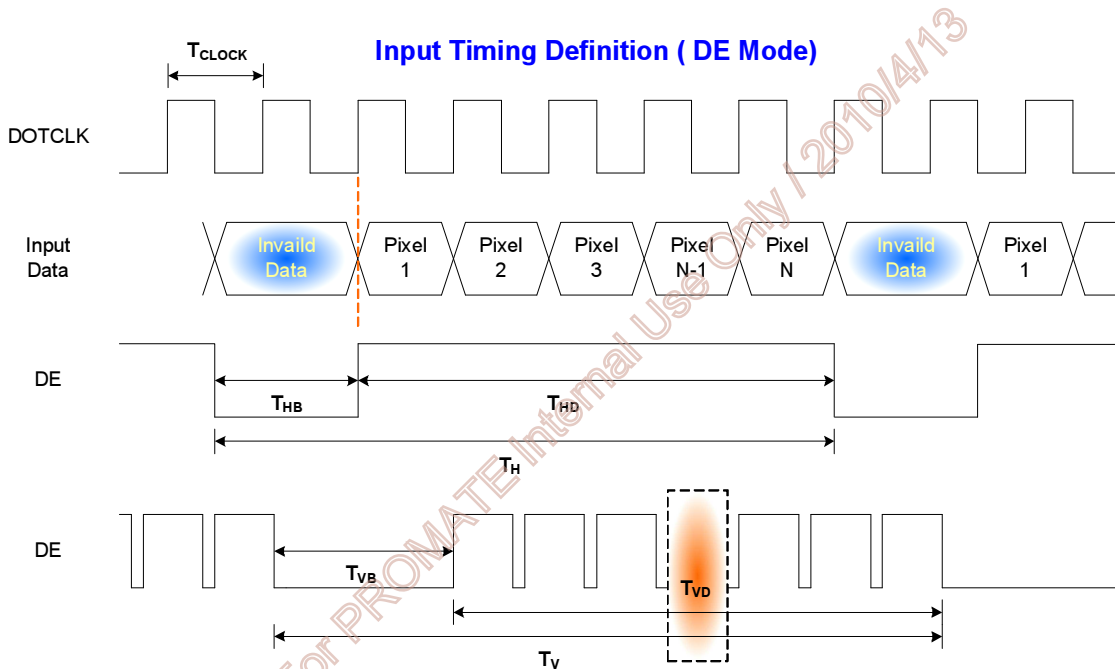 Input Timing Definition ( DE Mode)
TCLOCK
DOTCLK
Input
Data
Invaild
Data
Pixel
1
Pixel
2
Pixel
3
Pixel
N-1
Pixel
N
Invaild
Data
Pixel
1
DE
THB
THD
TH
DE
TVB
TVD
TV
For PROMATE Internal Use Only / 2010/4/13